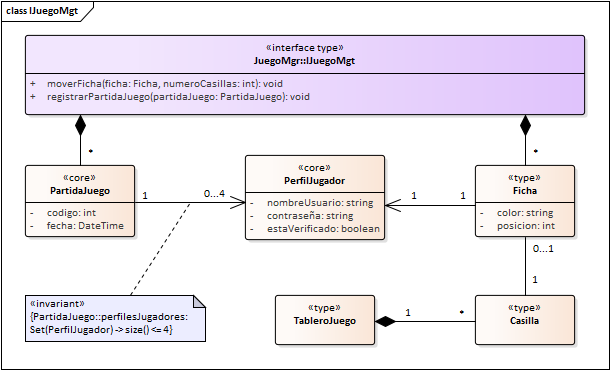 class IJuegoMgt
«interface type»
JuegoMgr::IJuegoMgt
+ moverFicha(ficha: Ficha, numeroCasillas: int): void
+ registrarPartidaJuego(partidaJuego: PartidaJuego): void
* *
«core»
PartidaJuego
- codigo: int
- fecha: DateTime
1 0...4
«core»
PerfilJugador
- nombreUsuario: string
- contraseña: string
- estaVerificado: boolean
1 1
«type»
Ficha
- color: string
- posicion: int
0...1
1
«invariant»
{PartidaJuego::perfilesJugadores:
Set(PerfilJugador) -> size() <= 4}
«type»
TableroJuego
1 *
«type»
Casilla